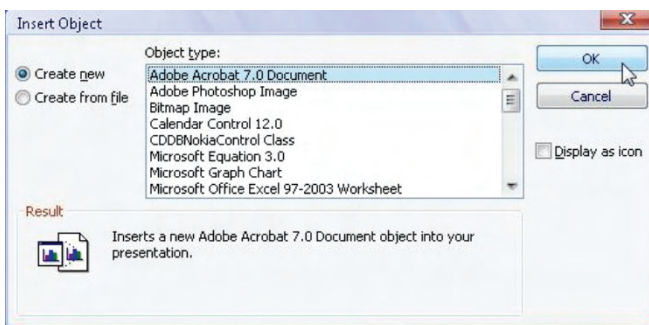 Insert Object
Object type:
Create new
Create from file
Adobe Acrobat 7.0 Document
Adobe Photoshop Image
Bitmap Image
Calendar Control 12.0
CDDBNokiaControl Class
Microsoft Equation 3.0
Microsoft Graph Chart
Microsoft Office Excel 97-2003 Worksheet
OK
Cancel
Display as icon
Result
Inserts a new Adobe Acrobat 7.0 Document object into your
presentation.